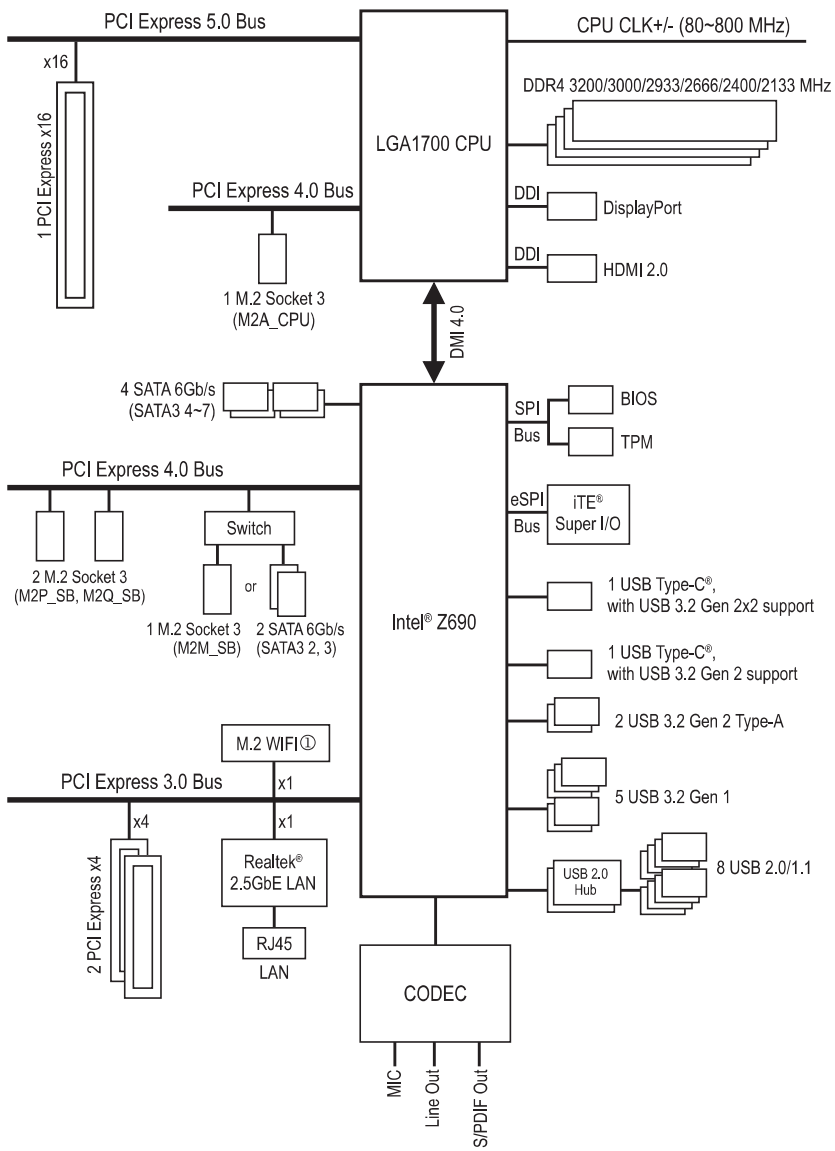 PCI Express 5.0 Bus
CPU CLK+/- (80~800 MHz)
x16
1 PCI Express x16
LGA1700 CPU
DDR4 3200/3000/2933/2666/2400/2133 MHz
PCI Express 4.0 Bus
DDI
DisplayPort
DDI
HDMI 2.0
1 M.2 Socket 3
(M2A_CPU)
DMI 4.0
4 SATA 6Gb/s
(SATA3 4~7)
SPI
Bus
BIOS
TPM
PCI Express 4.0 Bus
eSPI
Bus
iTE®
Super I/O
Switch
2 M.2 Socket 3
(M2P_SB, M2Q_SB)
or
1 M.2 Socket 3
(M2M_SB)
2 SATA 6Gb/s
(SATA3 2, 3)
Intel® Z690
1 USB Type-C®,
with USB 3.2 Gen 2x2 support
1 USB Type-C®,
with USB 3.2 Gen 2 support
2 USB 3.2 Gen 2 Type-A
M.2 WIFI①
x1
PCI Express 3.0 Bus
5 USB 3.2 Gen 1
x4
x1
2 PCI Express x4
Realtek®
2.5GbE LAN
USB 2.0
Hub
8 USB 2.0/1.1
RJ45
LAN
CODEC
MIC
Line Out
S/PDIF Out